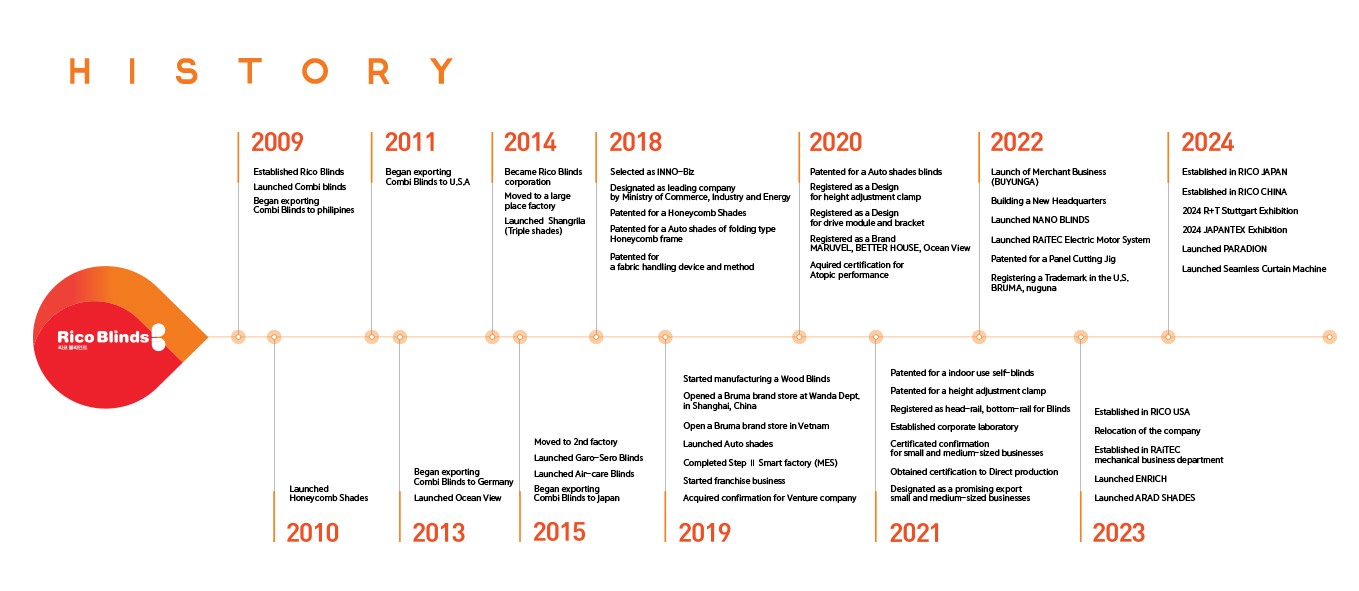 HISTORY
2009
Established Rico Blinds
Launched Combi blinds
Began exporting
Combi Blinds to philipines
2011
Began exporting
Combi Blinds to U.S.A
2014
Became Rico Blinds
corporation
Moved to a large
place factory
Launched Shangrila
(Triple shades)
2018
Selected as INNO-Biz
Designated as leading company
by Ministry of Commerce, Industry and Energy
Patented for a Honeycomb Shades
Patented for a Auto shades of folding type
Honeycomb frame
Patented for
a fabric handling device and method
2020
Patented for a Auto shades blinds
Registered as a Design
for height adjustment clamp
Registered as a Design
for drive module and bracket
Registered as a Brand
MARUVEL, BETTER HOUSE, Ocean View
Aquired certification for
Atopic performance
2022
Launch of Merchant Business
(BUYUNGA)
Building a New Headquarters
Launched NANO BLINDS
Launched RAiTEC Electric Motor System
Patented for a Panel Cutting Jig
Registering a Trademark in the U.S.
BRUMA, nuguna
2024
Established in RICO JAPAN
Established in RICO CHINA
2024 R+T Stuttgart Exhibition
2024 JAPANTEX Exhibition
Launched PARADION
Launched Seamless Curtain Machine
Rico Blinds
리코 블라인드
Launched
Honeycomb Shades
2010
Began exporting
Combi Blinds to Germany
Launched Ocean View
2013
Moved to 2nd factory
Launched Garo-Sero Blinds
Launched Air-care Blinds
Began exporting
Combi Blinds to Japan
2015
Started manufacturing a Wood Blinds
Opened a Bruma brand store at Wanda Dept.
in Shanghai, China
Open a Bruma brand store in Vetnam
Launched Auto shades
Completed Step Ⅱ Smart factory (MES)
Started franchise business
Acquired confirmation for Venture company
2019
Patented for a indoor use self-blinds
Patented for a height adjustment clamp
Registered as head-rail, bottom-rail for Blinds
Established corporate laboratory
Certificated confirmation
for small and medium-sized businesses
Obtained certification to Direct production
Designated as a promising export
small and medium-sized businesses
2021
Established in RICO USA
Relocation of the company
Established in RAiTEC
mechanical business department
Launched ENRICH
Launched ARAD SHADES
2023